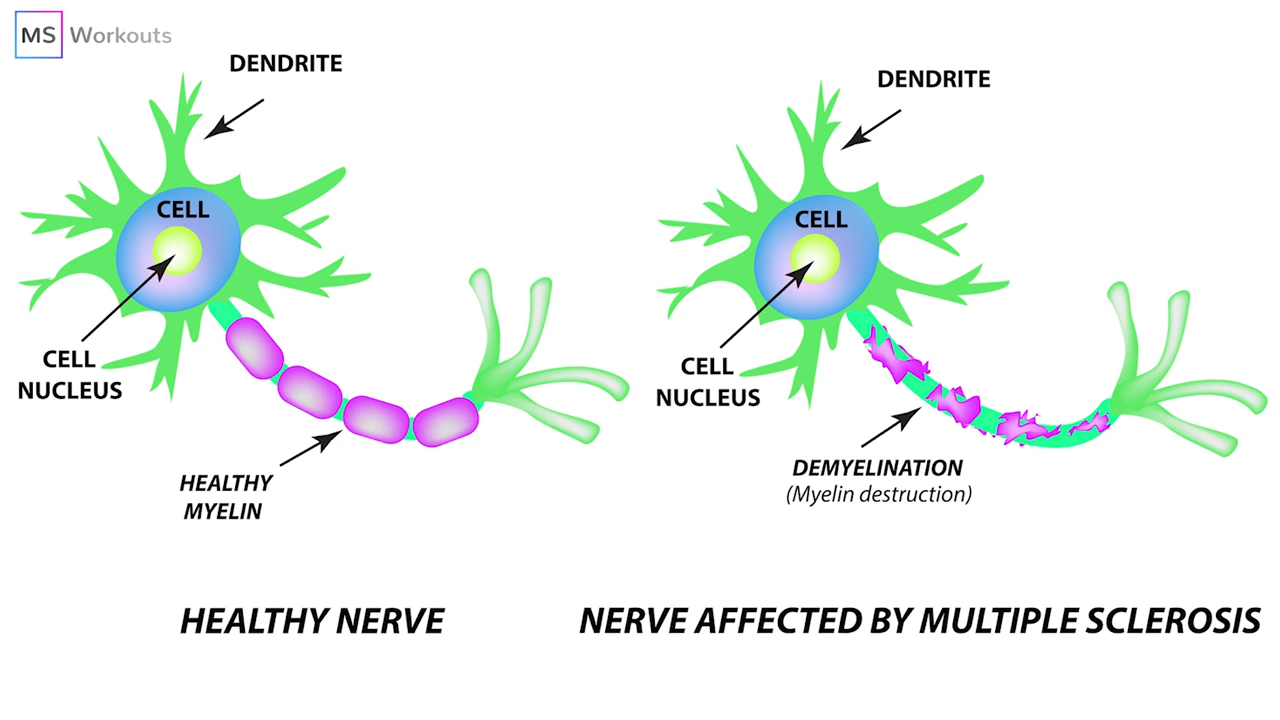 MS Workouts
DENDRITE
CELL
CELL
NUCLEUS
HEALTHY
MYELIN
HEALTHY NERVE
DENDRITE
CELL
CELL
NUCLEUS
DEMYELINATION
(Myelin destruction)
NERVE AFFECTED BY MULTIPLE SCLEROSIS